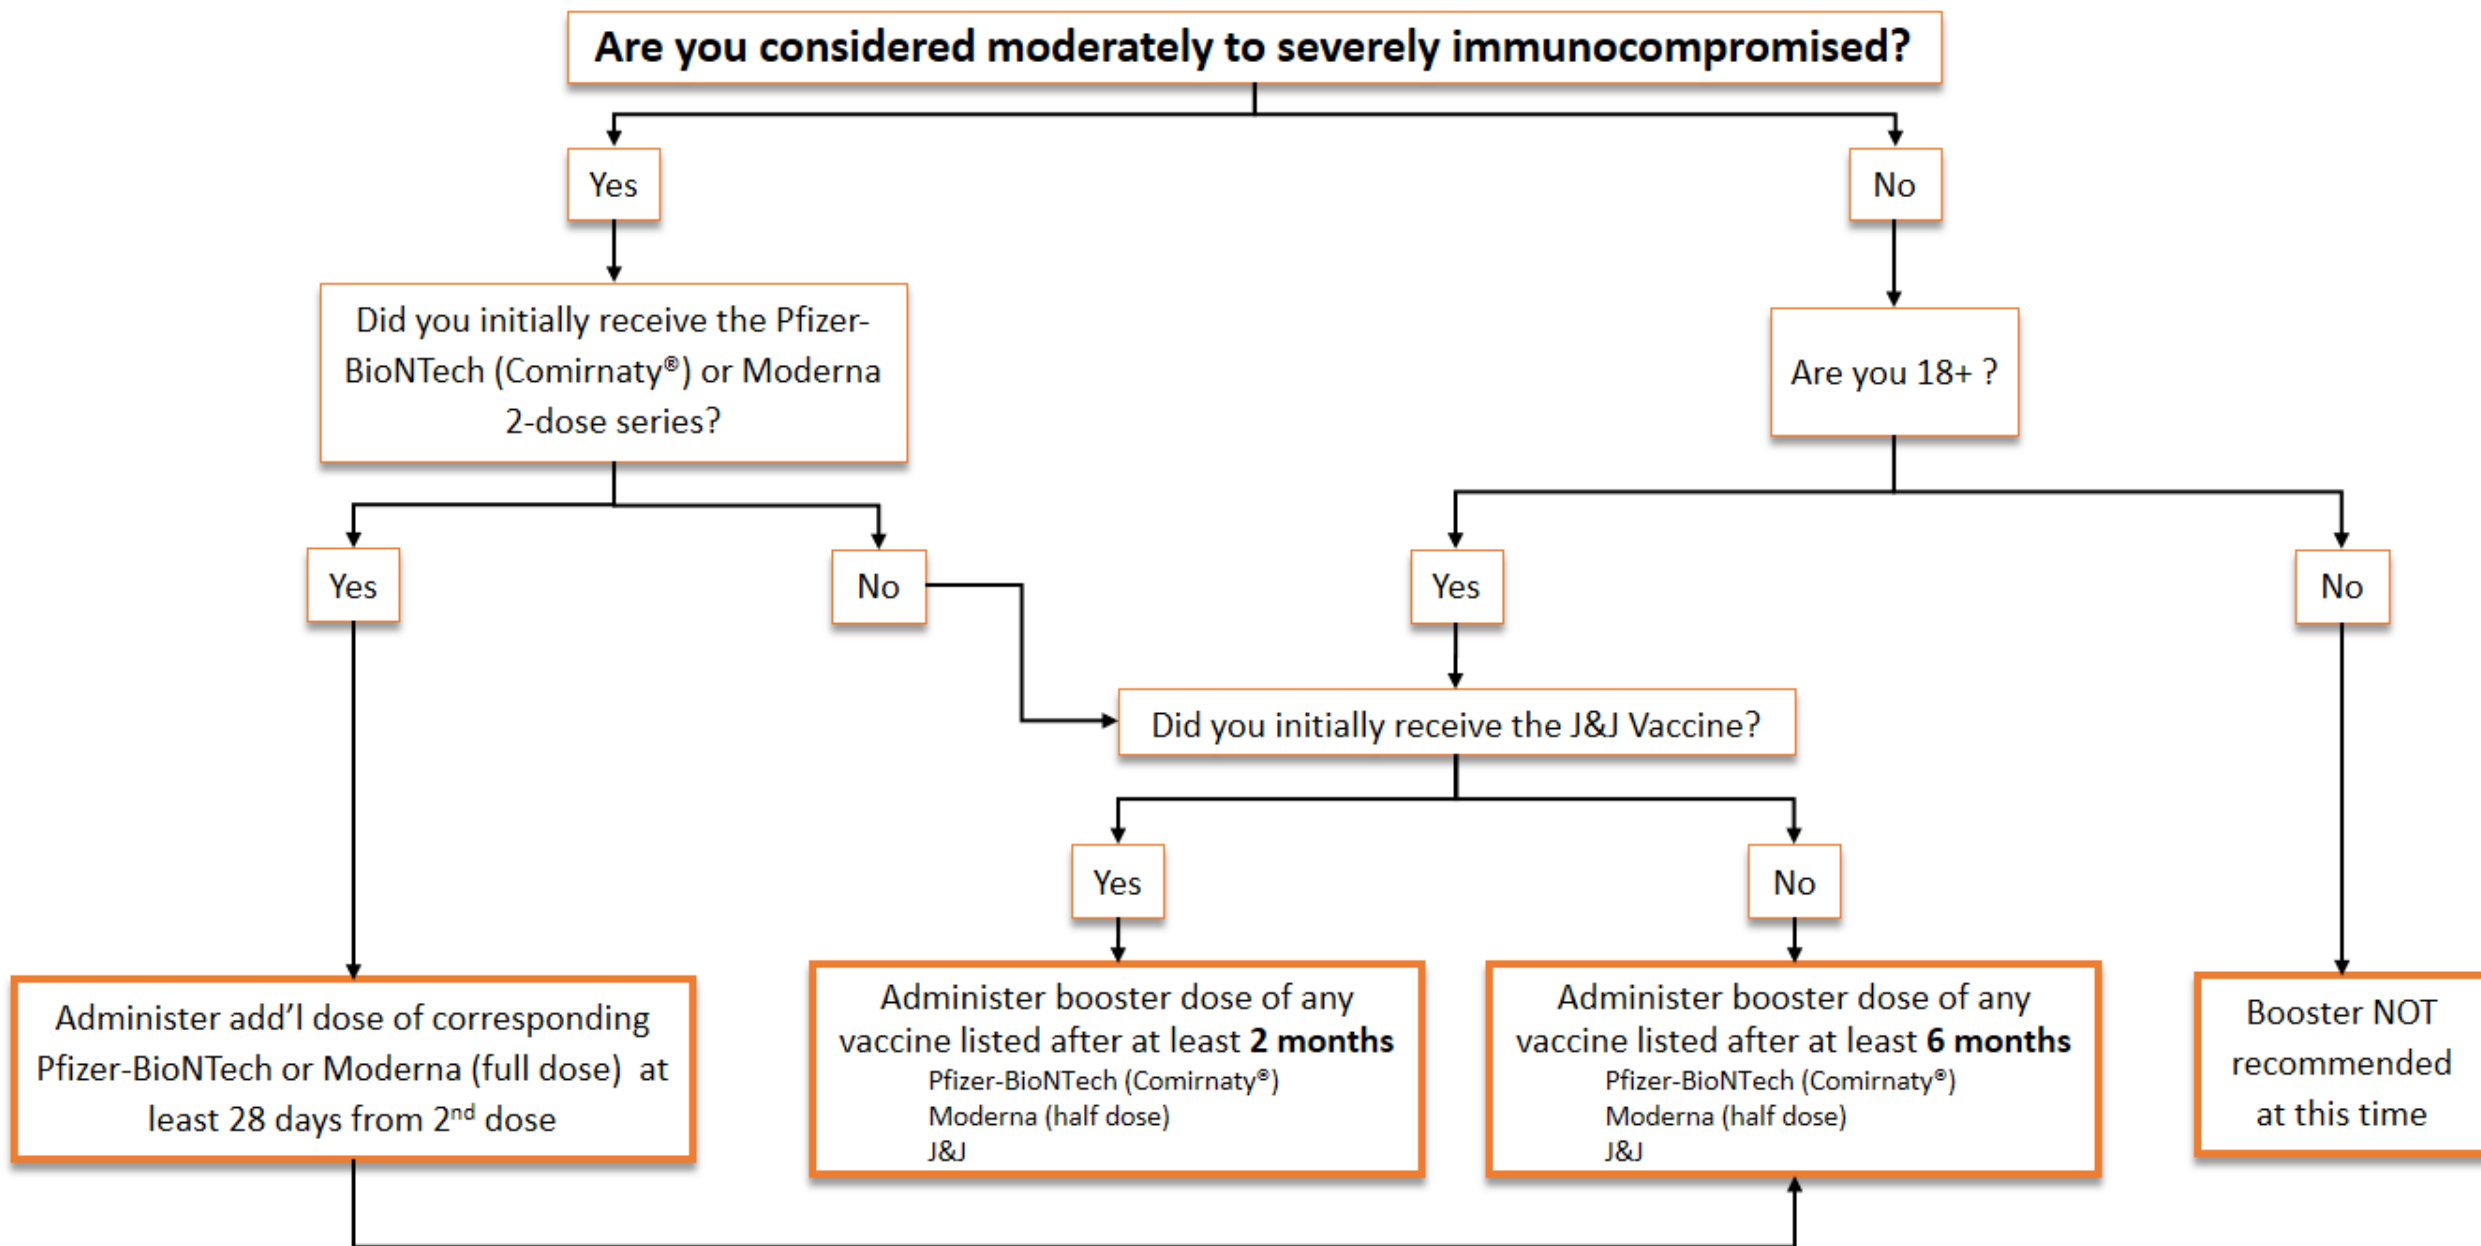 Are you considered moderately to severely immunocompromised?
Yes
No
Did you initially receive the Pfizer-
BioNTech (Comirnaty®) or Moderna
2-dose series?
Are you 18+ ?
Yes
No
Yes
No
Did you initially receive the J&J Vaccine?
Yes
No
Administer add'l dose of corresponding
Pfizer-BioNTech or Moderna (full dose) at
least 28 days from 2nd dose
Administer booster dose of any
vaccine listed after at least 2 months
Pfizer-BioNTech (Comirnaty®)
Moderna (half dose)
J&J
Administer booster dose of any
vaccine listed after at least 6 months
Pfizer-BioNTech (Comirnaty®)
Moderna (half dose)
J&J
Booster NOT
recommended
at this time